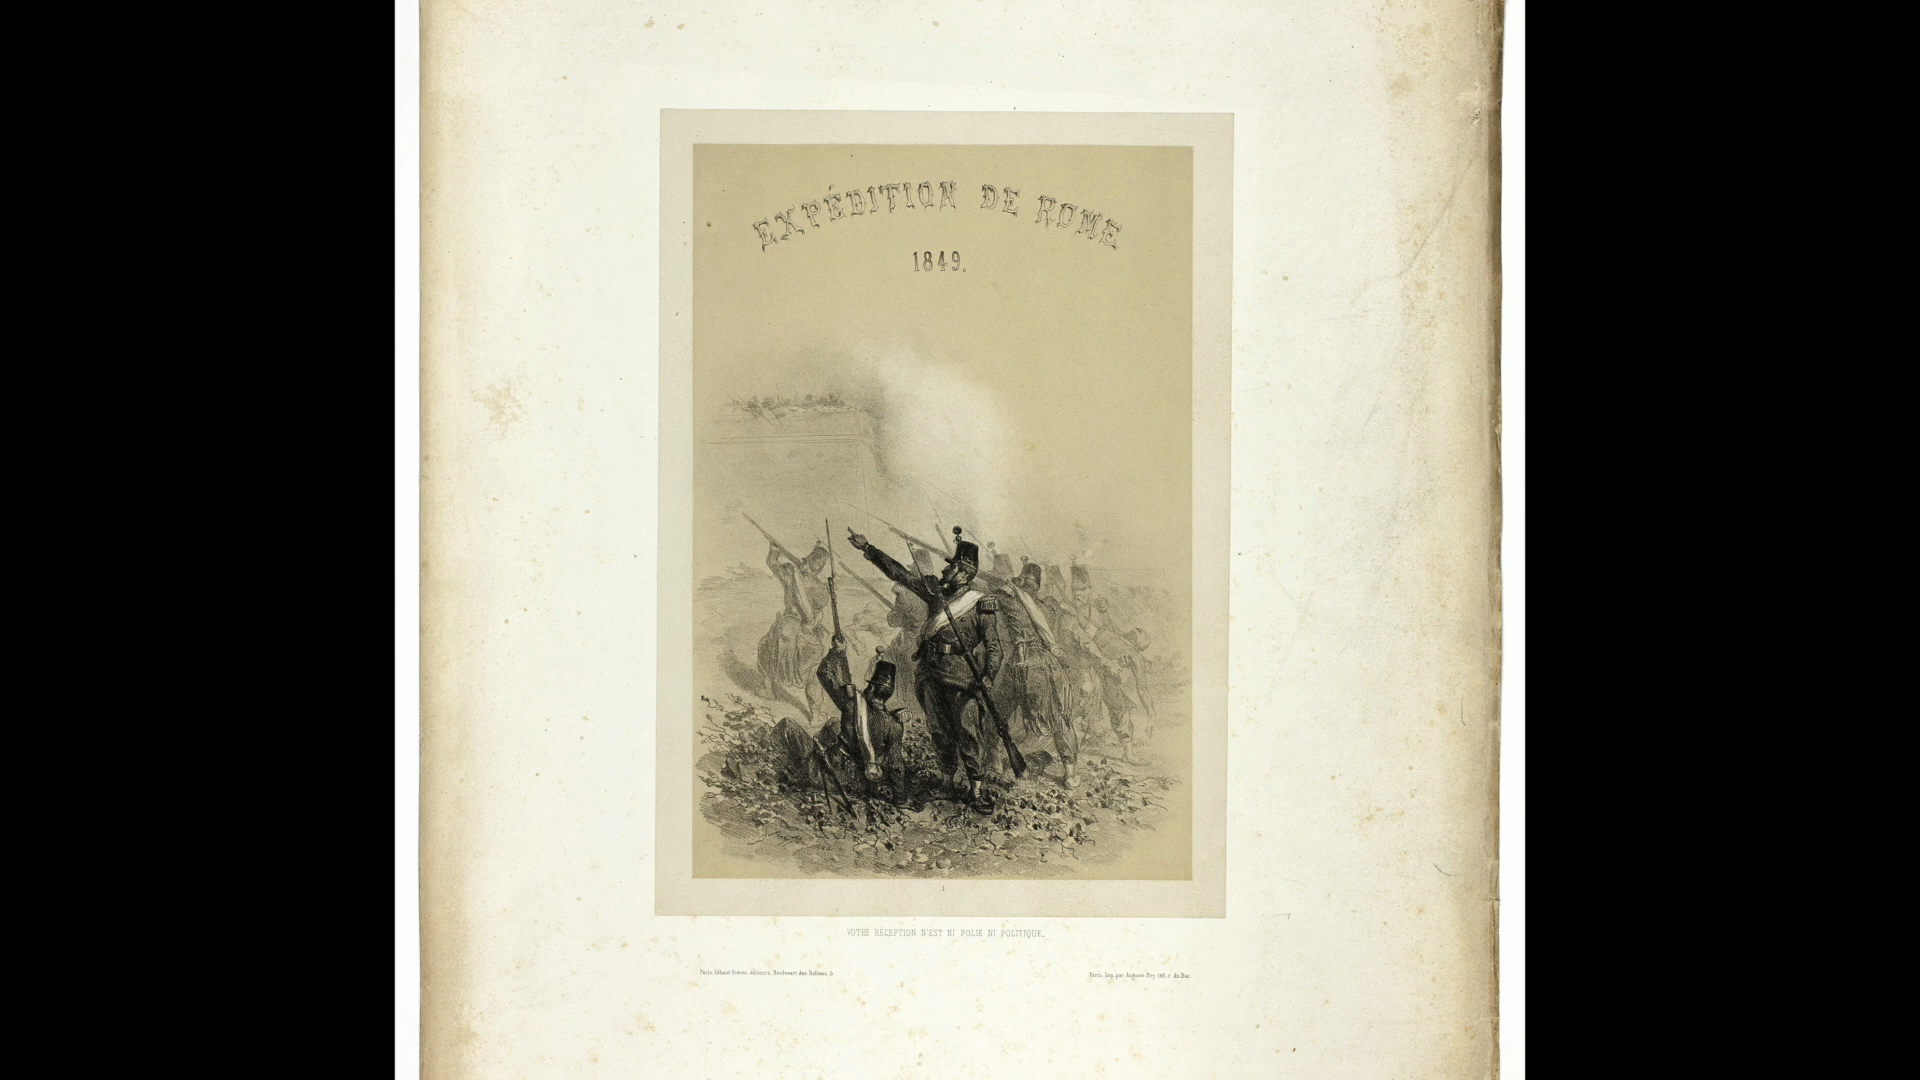 EXPÉDITION DE ROME
1849.
1
VOTRE RÉCEPTION N'EST NI POLIE NI POLITIQUE.
Paris, Gihaut Frères, éditeurs, Boulevart des Italiens, 5.
Paris. Imp. par Auguste Bry, 142, r. du Bac